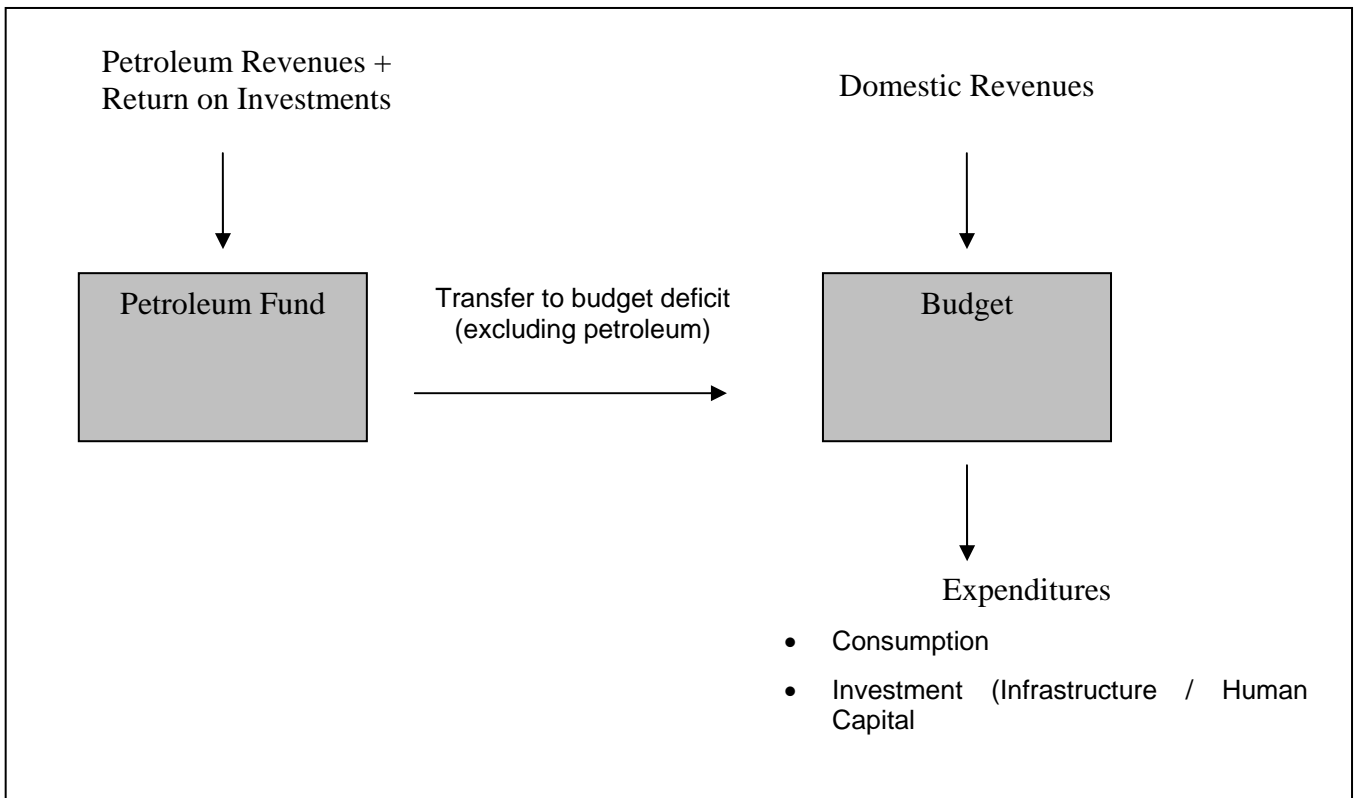 Petroleum Revenues +
Return on Investments
Domestic Revenues
Petroleum Fund
Transfer to budget deficit
(excluding petroleum)
Budget
Expenditures
• Consumption
• Investment (Infrastructure / Human
Capital